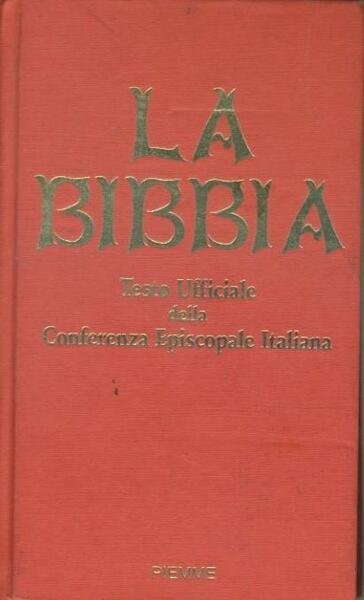 LA
BIBBIA
Testo Ufficiale
della
Conferenza Episcopale Italiana
PIEMME